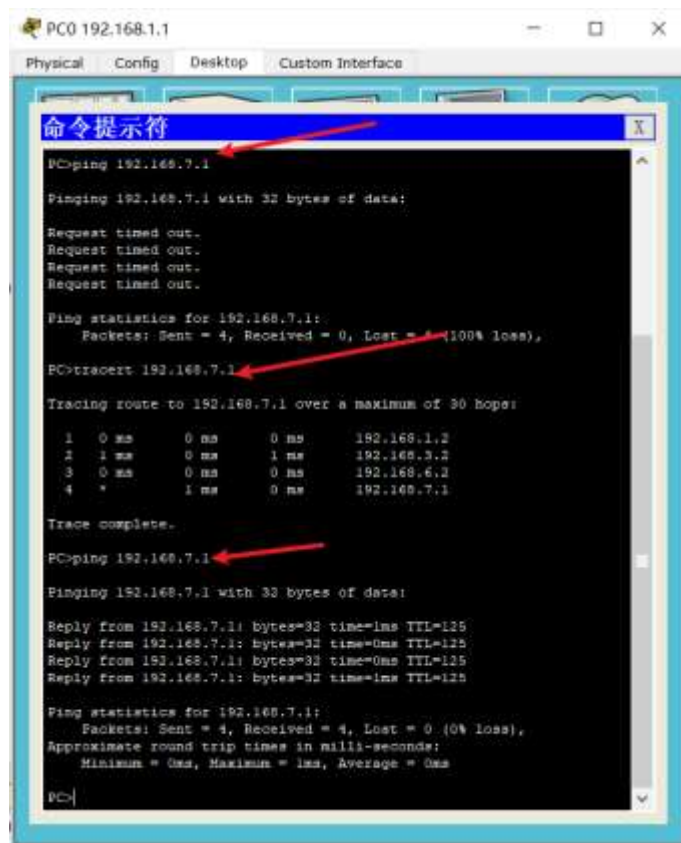 PC0 192.168.1.1
Physical Config Desktop Custom Interface
命令提示符 X
PC>ping 192.168.7.1
Pinging 192.168.7.1 with 32 bytes of data:
Request timed out.
Request timed out.
Request timed out.
Request timed out.
Ping statistics for 192.168.7.1:
Packets: Sent = 4, Received = 0, Lost = 4 (100% loss),
PC>tracert 192.168.7.1
Tracing route to 192.168.7.1 over a maximum of 30 hops:
1 0 ms 0 ms 0 ms 192.168.1.2
2 1 ms 0 ms 1 ms 192.168.3.2
3 0 ms 0 ms 0 ms 192.168.6.2
4 * 1 ms 0 ms 192.168.7.1
Trace complete.
PC>ping 192.168.7.1
Pinging 192.168.7.1 with 32 bytes of data:
Reply from 192.168.7.1: bytes=32 time=1ms TTL=125
Reply from 192.168.7.1: bytes=32 time=0ms TTL=125
Reply from 192.168.7.1: bytes=32 time=0ms TTL=125
Reply from 192.168.7.1: bytes=32 time=1ms TTL=125
Ping statistics for 192.168.7.1:
Packets: Sent = 4, Received = 4, Lost = 0 (0% loss),
Approximate round trip times in milli-seconds:
Minimum = 0ms, Maximum = 1ms, Average = 0ms
PC>